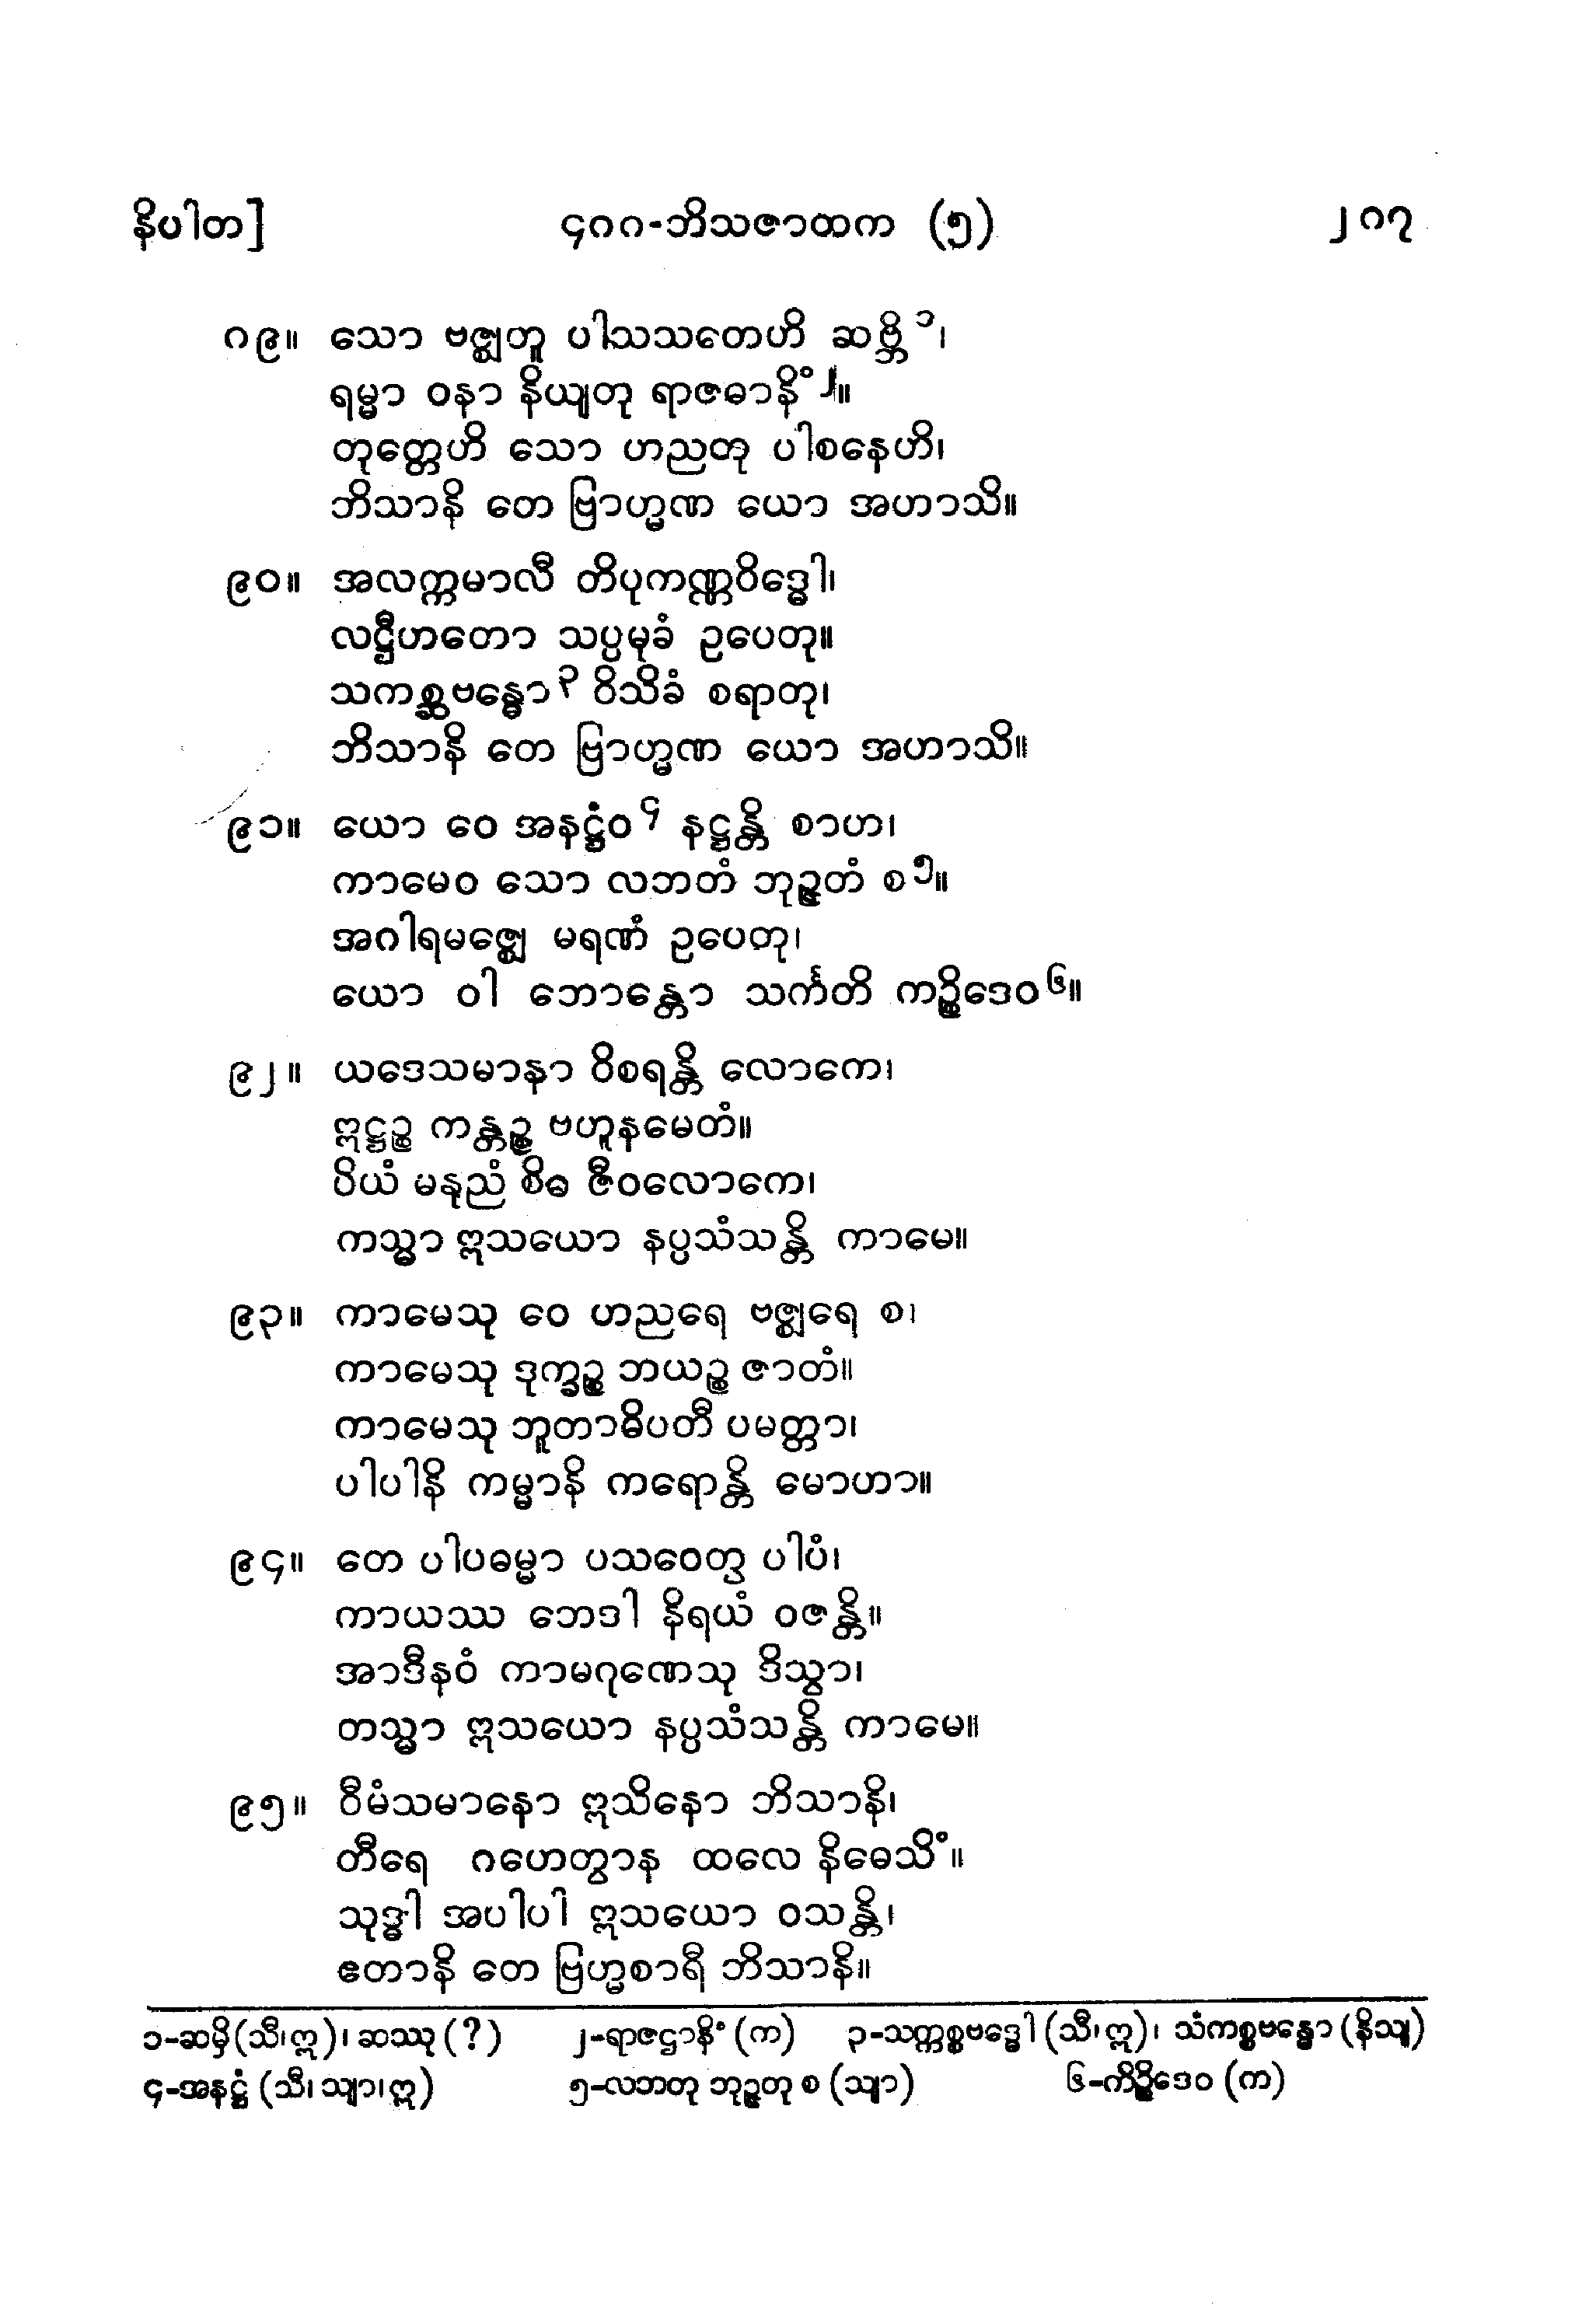 နိပါတ]
၄၈၈-ဘိသဇာထက (၅)
၂၈၇
၈၉။ သော ဗဇ္ဈတူ ပါသသတေဟိ ဆဗ္ဘိ ၁၊
ရမ္မာ ဝနာ နိယျတု ရာဇဓာနိံ ၂။
တုတ္တေဟိ သော ဟညတု ပါစနေဟိ၊
ဘိသာနိ တေ ဗြာဟ္မဏ ယော အဟာသိ။
၉၀။ အလက္ကမာလီ တိပုကဏ္ဏဝိဒ္ဓေါ၊
လဋ္ဌီဟတော သပ္ပမုခံ ဥပေတု။
သကစ္ဆဗန္ဓော ၃ ဝိသိခံ စရာတု၊
ဘိသာနိ တေ ဗြာဟ္မဏ ယော အဟာသိ။
၉၁။ ယော ဝေ အနဋ္ဌံဝ ၄ နဋ္ဌန္တိ စာဟ၊
ကာမေဝ သော လဘတံ ဘုဉ္ဇတံ စ ၅။
အဂါရမဇ္ဈေ မရဏံ ဥပေတု၊
ယော ဝါ ဘောန္တော သင်္ကတိ ကဉ္စိဒေဝ ၆။
၉၂။ ယဒေသမာနာ ဝိစရန္တိ လောကေ၊
ဣဋ္ဌဉ္စ ကန္တဉ္စ ဗဟူနမေတံ။
ပိယံ မနုညံ စိဓ ဇီဝလောကေ၊
ကသ္မာ ဣသယော နပ္ပသံသန္တိ ကာမေ။
၉၃။ ကာမေသု ဝေ ဟညရေ ဗဇ္ဈရေ စ၊
ကာမေသု ဒုက္ခဉ္စ ဘယဉ္စ ဇာတံ။
ကာမေသု ဘူတာဓိပတီ ပမတ္တာ၊
ပါပါနိ ကမ္မာနိ ကရောန္တိ မောဟာ။
၉၄။ တေ ပါပဓမ္မာ ပသဝေတွ ပါပံ၊
ကာယဿ ဘေဒါ နိရယံ ဝဇန္တိ။
အာဒီနဝံ ကာမဂုဏေသု ဒိသွာ၊
တသ္မာ ဣသယော နပ္ပသံသန္တိ ကာမေ။
၉၅။ ဝီမံသမာနော ဣသိနော ဘိသာနိ၊
တီရေ ဂဟေတွာန ထလေ နိဓေသိံ။
သုဒ္ဓါ အပါပါ ဣသယော ဝသန္တိ၊
ဧတာနိ တေ ဗြဟ္မစာရီ ဘိသာနိ။
၁-ဆမှိ (သီ၊ ဣ)၊ ဆဿု (?) ၂-ရာဇဌာနိံ (က) ၃-သက္ကစ္စဗဒ္ဓေါ (သီ၊ ဣ)၊ သံကစ္စဗန္ဓော (နိသျ)
၄-အနဋ္ဌံ (သီ၊ သျာ၊ ဣ) ၅-လဘတု ဘုဉ္ဇတု စ (သျာ) ၆-ကိဉ္စိဒေဝ (က)